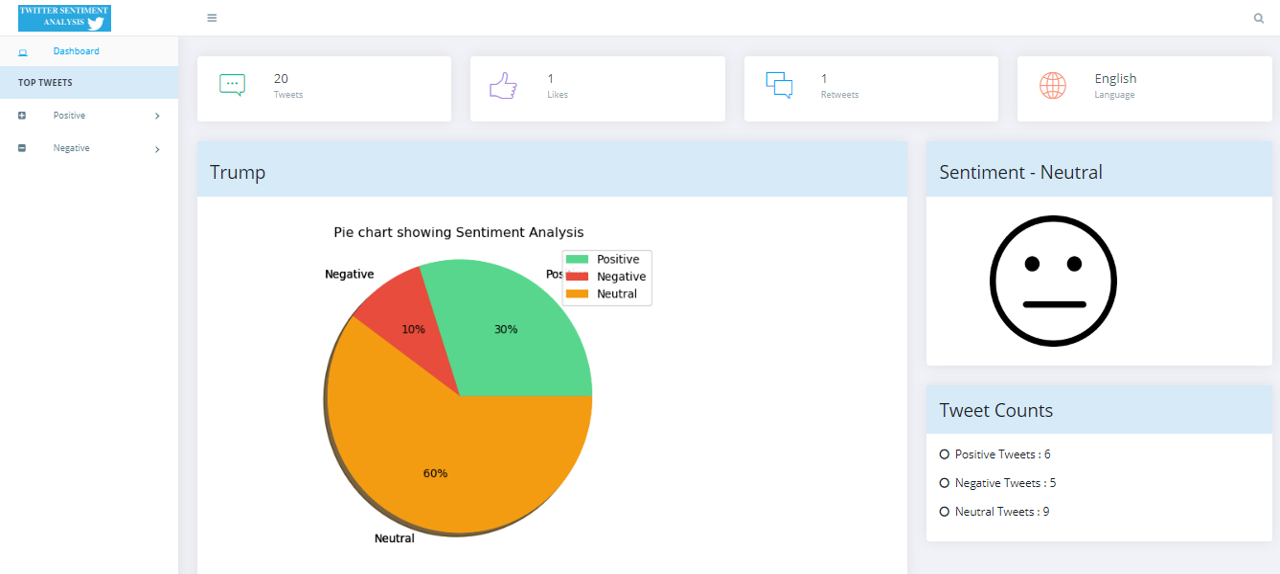 TWITTER SENTIMENT
ANALYSIS
Dashboard
TOP TWEETS
Positive
Negative
20
Tweets
1
Likes
1
Retweets
English
Language
Trump
Pie chart showing Sentiment Analysis
Negative
Pos
Positive
Negative
Neutral
10%
30%
60%
Neutral
Sentiment - Neutral
Tweet Counts
Positive Tweets : 6
Negative Tweets : 5
Neutral Tweets : 9